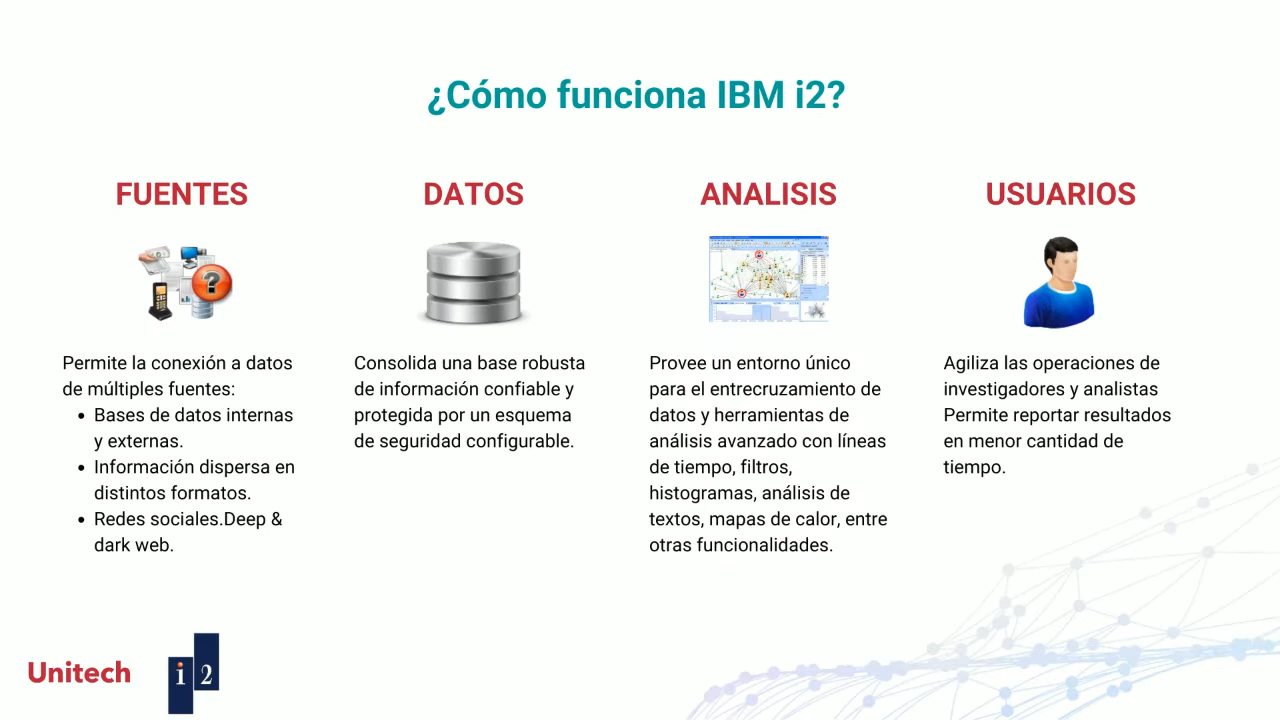 ¿Cómo funciona IBM i2?
FUENTES
Permite la conexión a datos
de múltiples fuentes:
• Bases de datos internas
y externas.
• Información dispersa en
distintos formatos.
• Redes sociales.Deep &
dark web.
DATOS
Consolida una base robusta
de información confiable y
protegida por un esquema
de seguridad configurable.
ANALISIS
Provee un entorno único
para el entrecruzamiento de
datos y herramientas de
análisis avanzado con líneas
de tiempo, filtros,
histogramas, análisis de
textos, mapas de calor, entre
otras funcionalidades.
USUARIOS
Agiliza las operaciones de
investigadores y analistas
Permite reportar resultados
en menor cantidad de
tiempo.
Unitech
i2